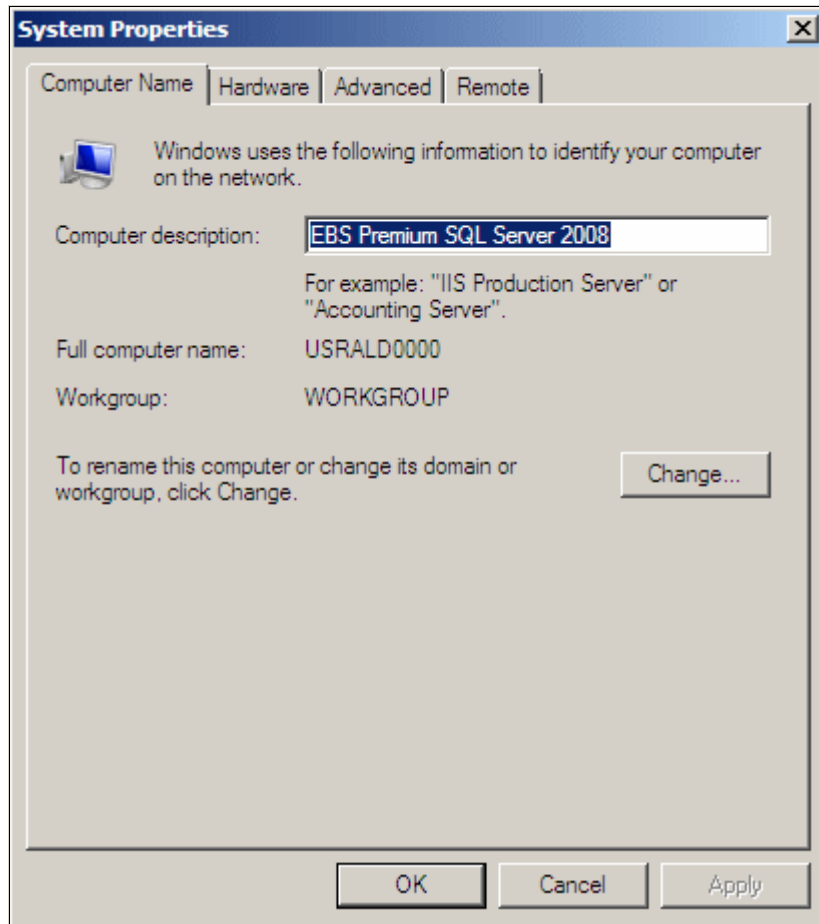 System Properties
Computer Name
Hardware
Advanced
Remote
Windows uses the following information to identify your computer
on the network.
Computer description:
EBS Premium SQL Server 2008
For example: "IIS Production Server" or
"Accounting Server".
Full computer name:
USRALD0000
Workgroup:
WORKGROUP
To rename this computer or change its domain or
workgroup, click Change.
Change...
OK
Cancel
Apply